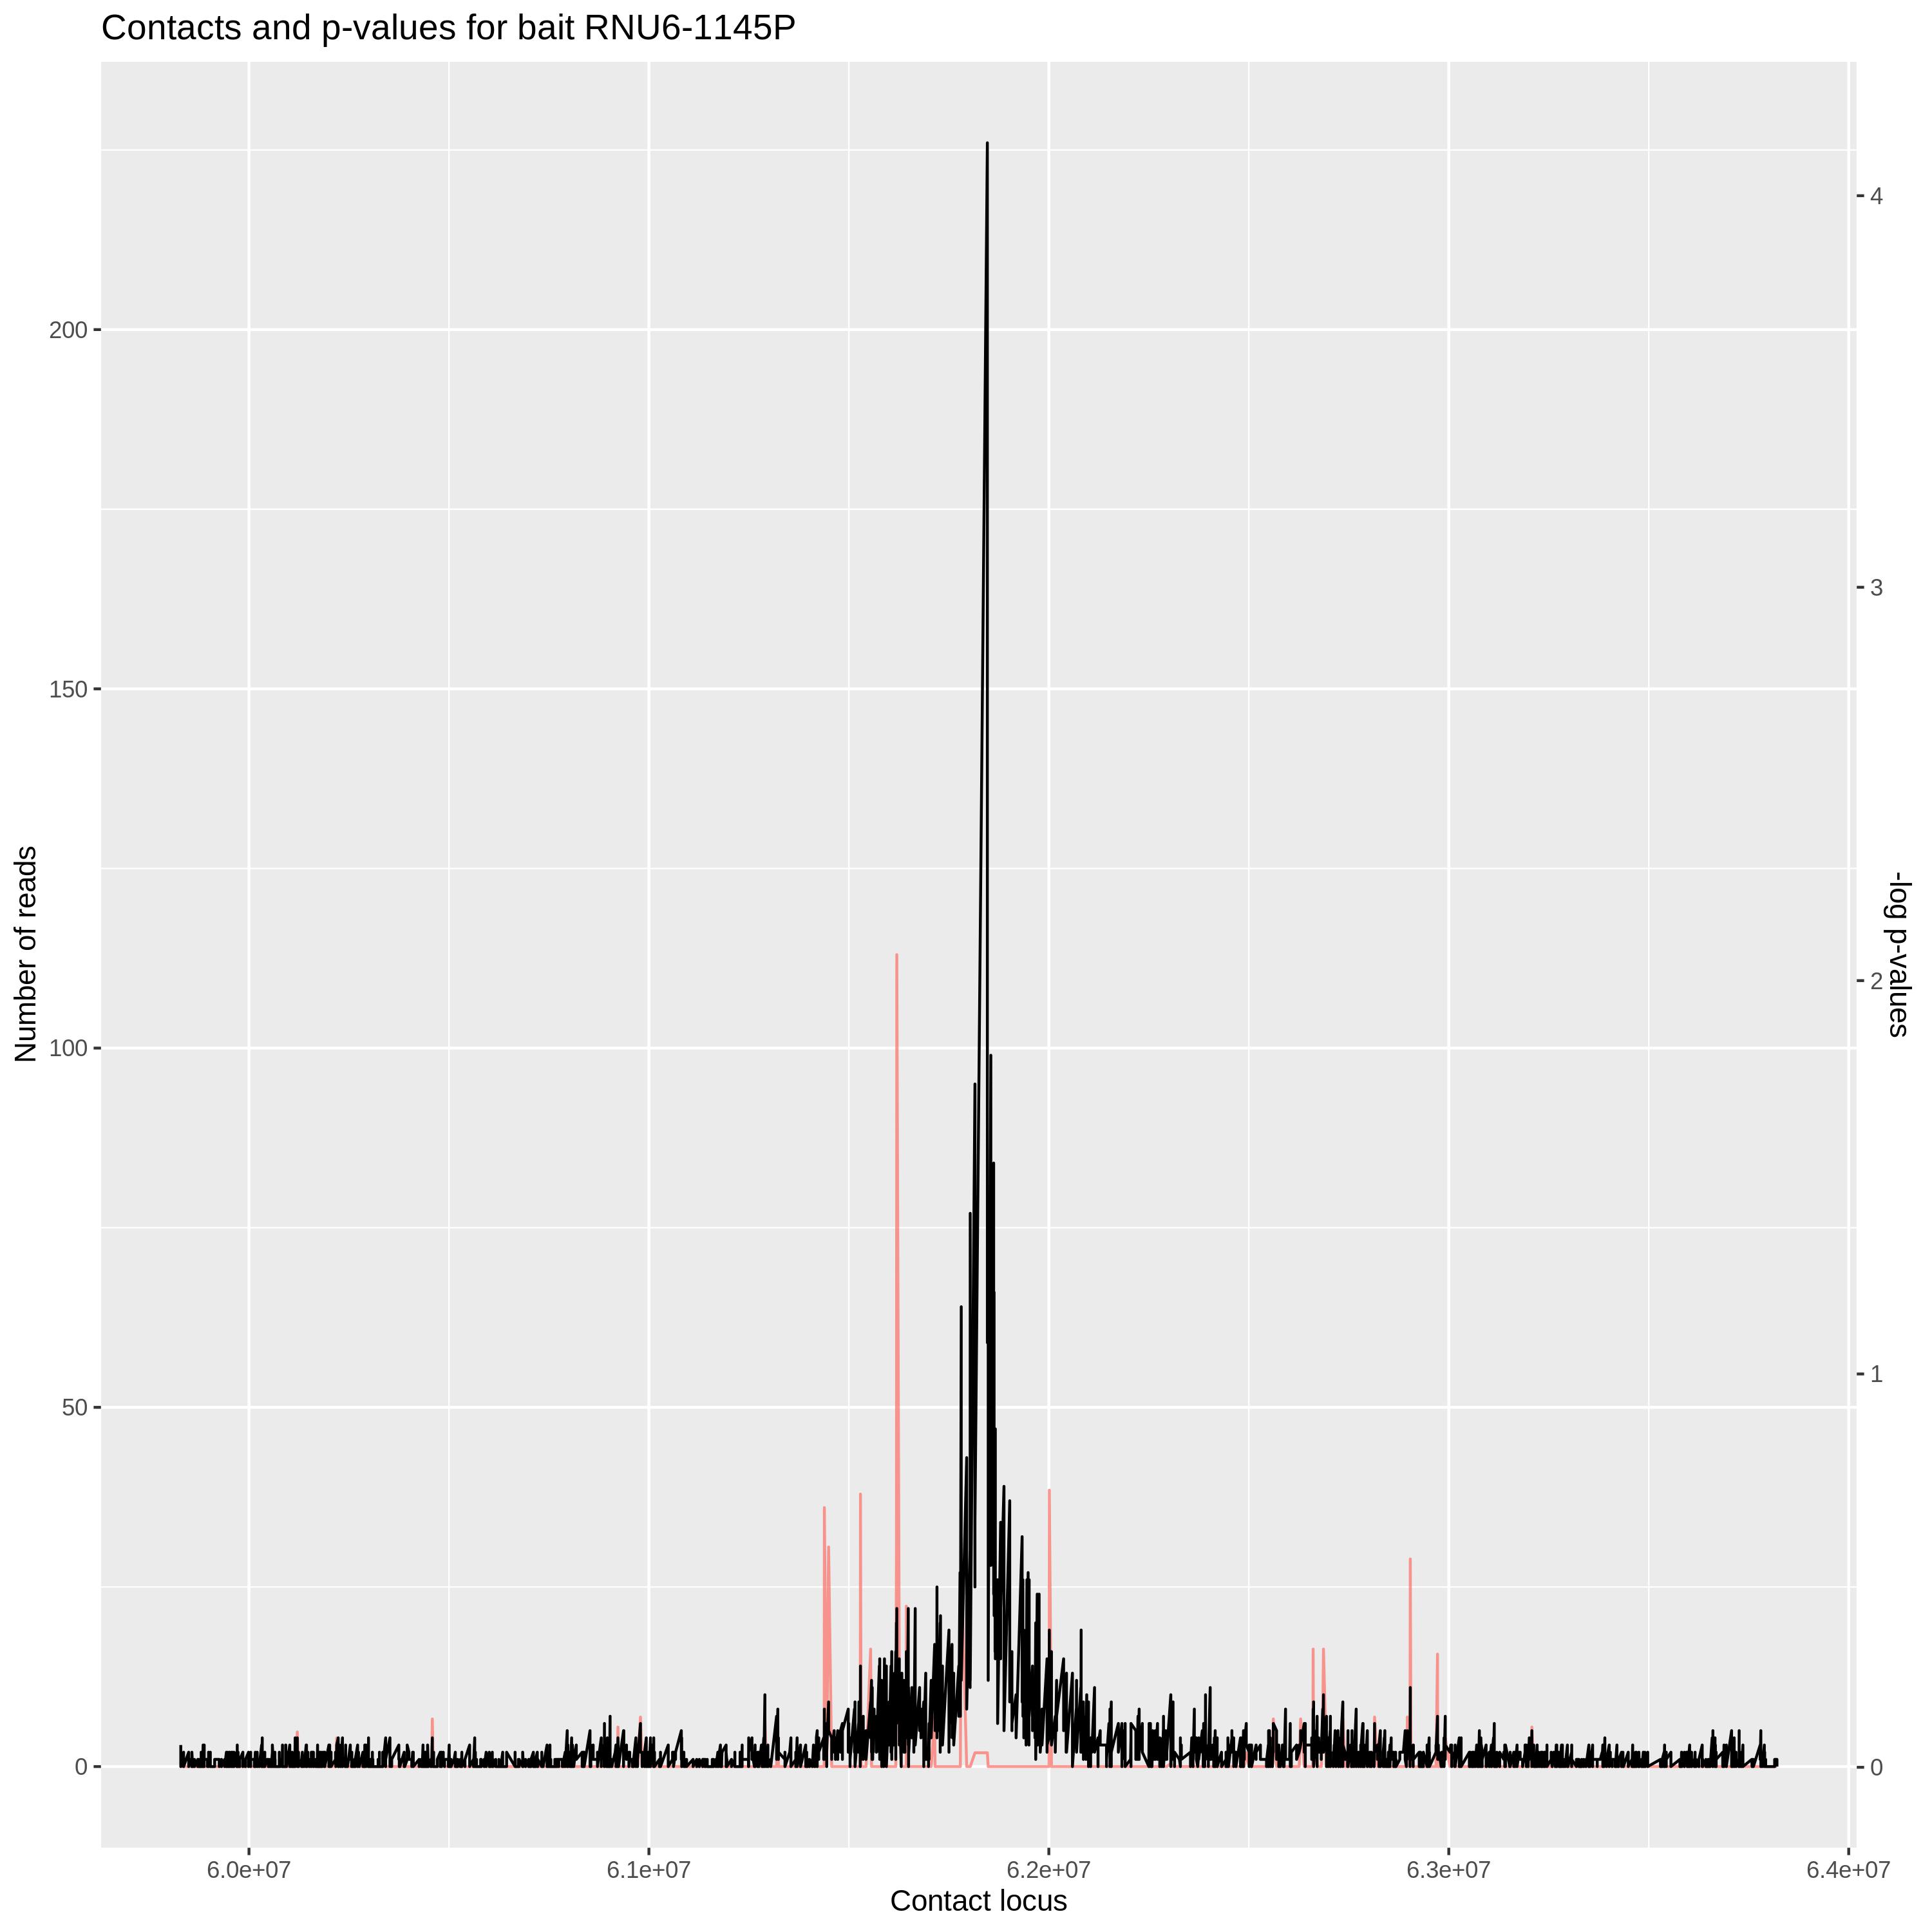 Contacts and p-values for bait RNU6-1145P
200
150
100
50
0
Number of reads
4
3
2
1
0
-log p-values
6.0e+07
6.1e+07
6.2e+07
6.3e+07
6.4e+07
Contact locus